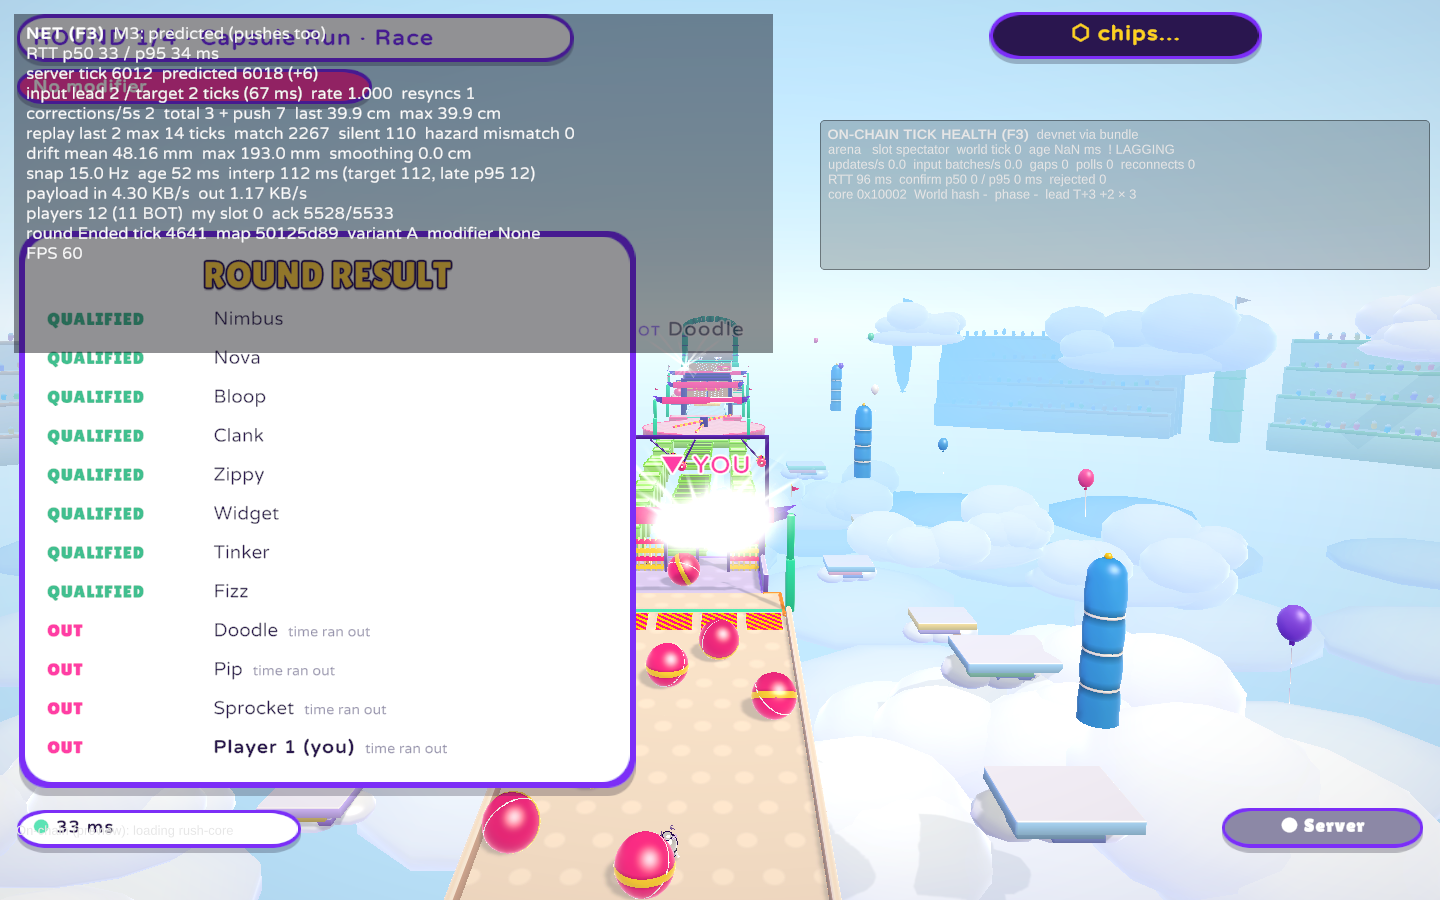 NET (F3) M3: predicted (pushes too)
ROUND 1/4 · Capsule Run · Race
RTT p50 33 / p95 34 ms
server tick 6012 predicted 6018 (+6)
No modifier
input lead 2 / target 2 ticks (67 ms) rate 1.000 resyncs 1
corrections/5s 2 total 3 + push 7 last 39.9 cm max 39.9 cm
replay last 2 max 14 ticks match 2267 silent 110 hazard mismatch 0
drift mean 48.16 mm max 193.0 mm smoothing 0.0 cm
snap 15.0 Hz age 52 ms interp 112 ms (target 112, late p95 12)
payload in 4.30 KB/s out 1.17 KB/s
players 12 (11 BOT) my slot 0 ack 5528/5533
round Ended tick 4641 map 50125d89 variant A modifier None
FPS 60
chips...
ON-CHAIN TICK HEALTH (F3) devnet via bundle
arena slot spectator world tick 0 age NaN ms ! LAGGING
updates/s 0.0 input batches/s 0.0 gaps 0 polls 0 reconnects 0
RTT 96 ms confirm p50 0 / p95 0 ms rejected 0
core 0x10002 World hash - phase - lead T+3 +2 × 3
ROUND RESULT
QUALIFIED Nimbus
QUALIFIED Nova
QUALIFIED Bloop
QUALIFIED Clank
QUALIFIED Zippy
QUALIFIED Widget
QUALIFIED Tinker
QUALIFIED Fizz
OUT Doodle time ran out
OUT Pip time ran out
OUT Sprocket time ran out
OUT Player 1 (you) time ran out
OT Doodle
YOU
33 ms
loading rush-core
Server